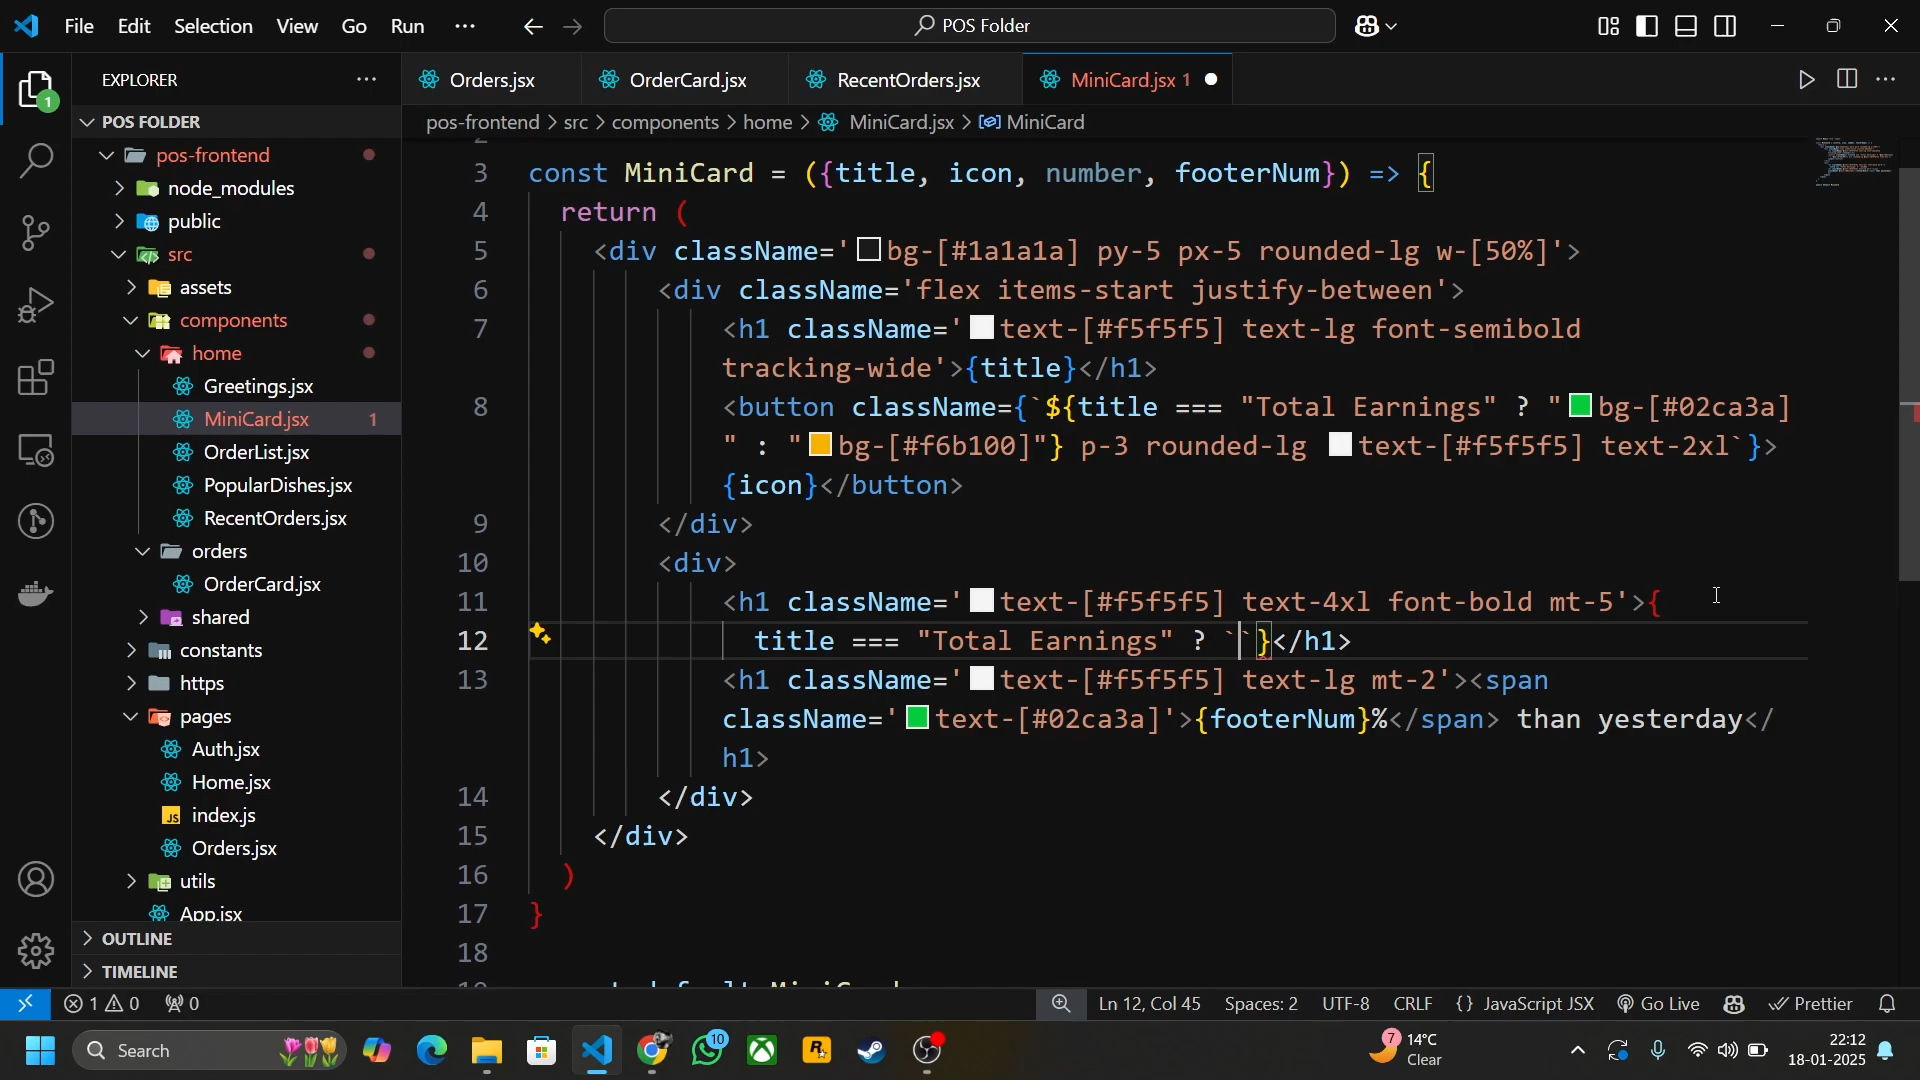 File Edit Selection View Go Run ··· POS Folder
EXPLORER
POS FOLDER
pos-frontend
node_modules
public
src
assets
components
home
Greetings.jsx
MiniCard.jsx 1
OrderList.jsx
PopularDishes.jsx
RecentOrders.jsx
orders
OrderCard.jsx
shared
constants
https
pages
Auth.jsx
Home.jsx
index.js
Orders.jsx
utils
App.jsx
OUTLINE
TIMELINE
Orders.jsx OrderCard.jsx RecentOrders.jsx MiniCard.jsx 1
pos-frontend > src > components > home > MiniCard.jsx > MiniCard
2
3 const MiniCard = ({title, icon, number, footerNum}) => {
4 return (
5 <div className='bg-[#1a1a1a] py-5 px-5 rounded-lg w-[50%]'>
6 <div className='flex items-start justify-between'>
7 <h1 className='text-[#f5f5f5] text-lg font-semibold
tracking-wide'>{title}</h1>
8 <button className={`${title === "Total Earnings" ? "bg-[#02ca3a]
" : "bg-[#f6b100]"} p-3 rounded-lg text-[#f5f5f5] text-2xl`}>
{icon}</button>
9 </div>
10 <div>
11 <h1 className='text-[#f5f5f5] text-4xl font-bold mt-5'>{
12 title === "Total Earnings" ? ``}</h1>
13 <h1 className='text-[#f5f5f5] text-lg mt-2'><span
className='text-[#02ca3a]'>{footerNum}%</span> than yesterday</
h1>
14 </div>
15 </div>
16 )
17 }
18
19 export default MiniCard
1 0 0 Ln 12, Col 45 Spaces: 2 UTF-8 CRLF {} JavaScript JSX Go Live Prettier
Search 10 7 14°C
Clear
22:12
18-01-2025